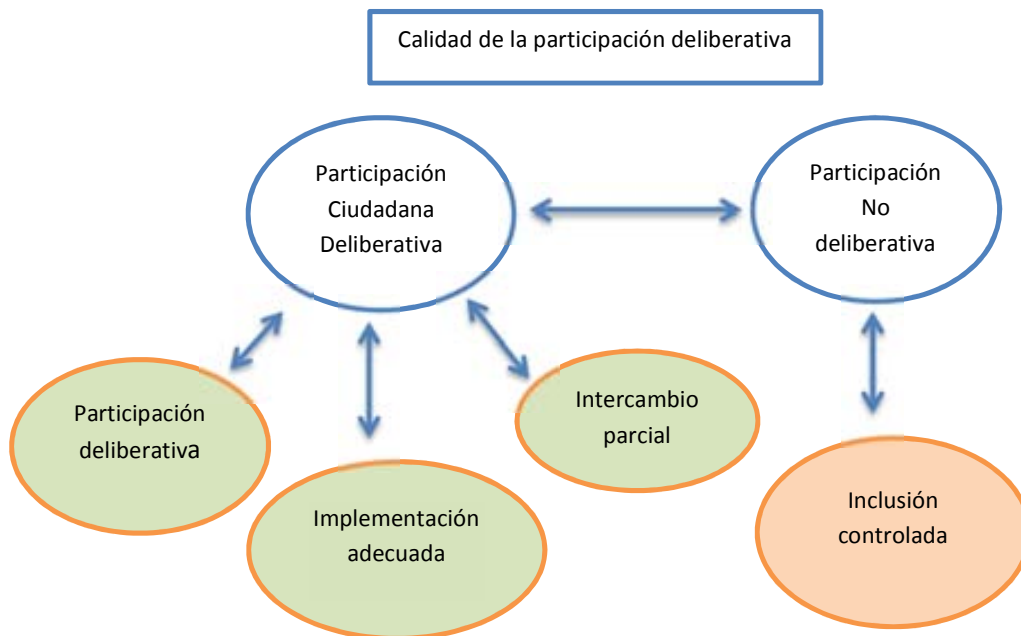 Calidad de la participación deliberativa
Participación
Ciudadana
Deliberativa
Participación
No
deliberativa
Participación
deliberativa
Intercambio
parcial
Implementación
adecuada
Inclusión
controlada